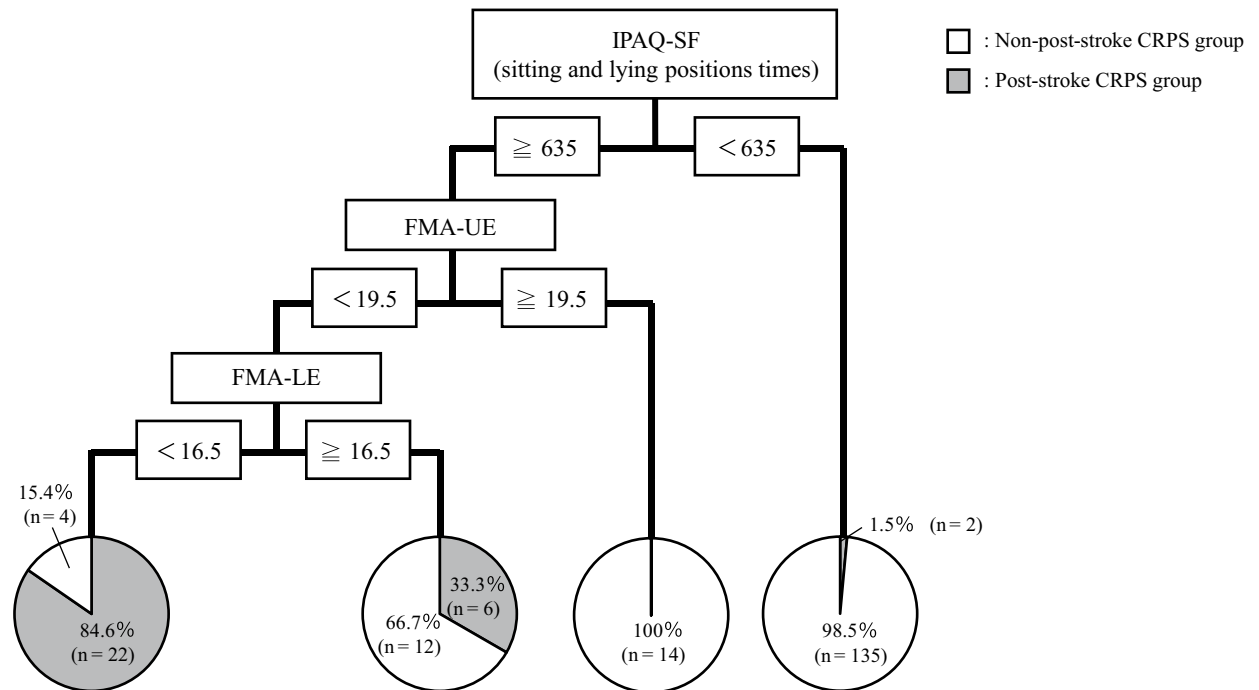 IPAQ-SF
(sitting and lying positions times)
: Non-post-stroke CRPS group
: Post-stroke CRPS group
≧ 635
< 635
FMA-UE
< 19.5
≧ 19.5
FMA-LE
< 16.5
≧ 16.5
15.4%
(n = 4)
84.6%
(n = 22)
33.3%
(n = 6)
66.7%
(n = 12)
100%
(n = 14)
1.5% (n = 2)
98.5%
(n = 135)